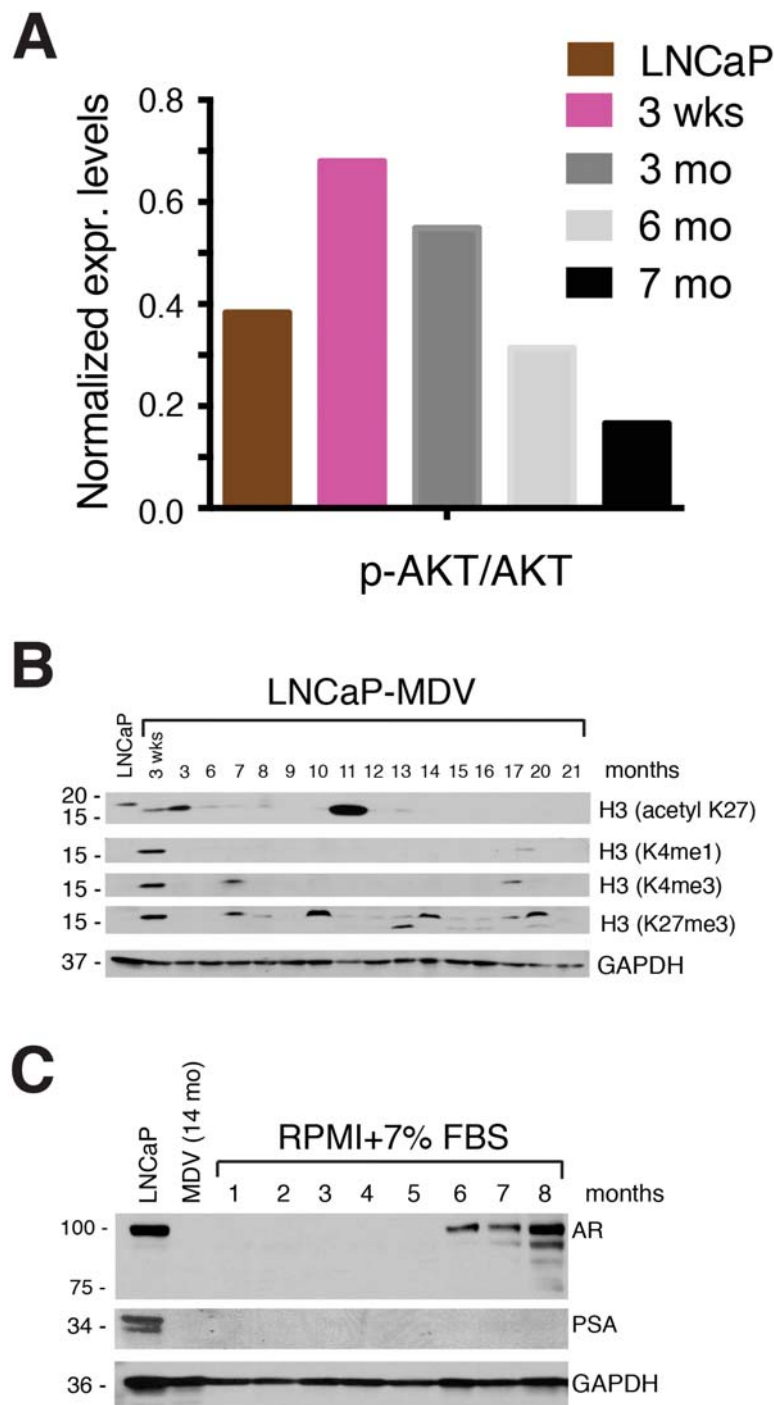 A
LNCaP
3 wks
3 mo
6 mo
7 mo
Normalized expr. levels
0.8
0.6
0.4
0.2
0.0
p-AKT/AKT
B
LNCaP-MDV
LNCaP 3 wks 3 6 7 8 9 10 11 12 13 14 15 16 17 20 21 months
20 -
15 -
H3 (acetyl K27)
15 - H3 (K4me1)
15 - H3 (K4me3)
15 - H3 (K27me3)
37 - GAPDH
C
LNCaP
MDV (14 mo)
RPMI+7% FBS
1 2 3 4 5 6 7 8 months
100 - AR
75 -
34 - PSA
36 - GAPDH